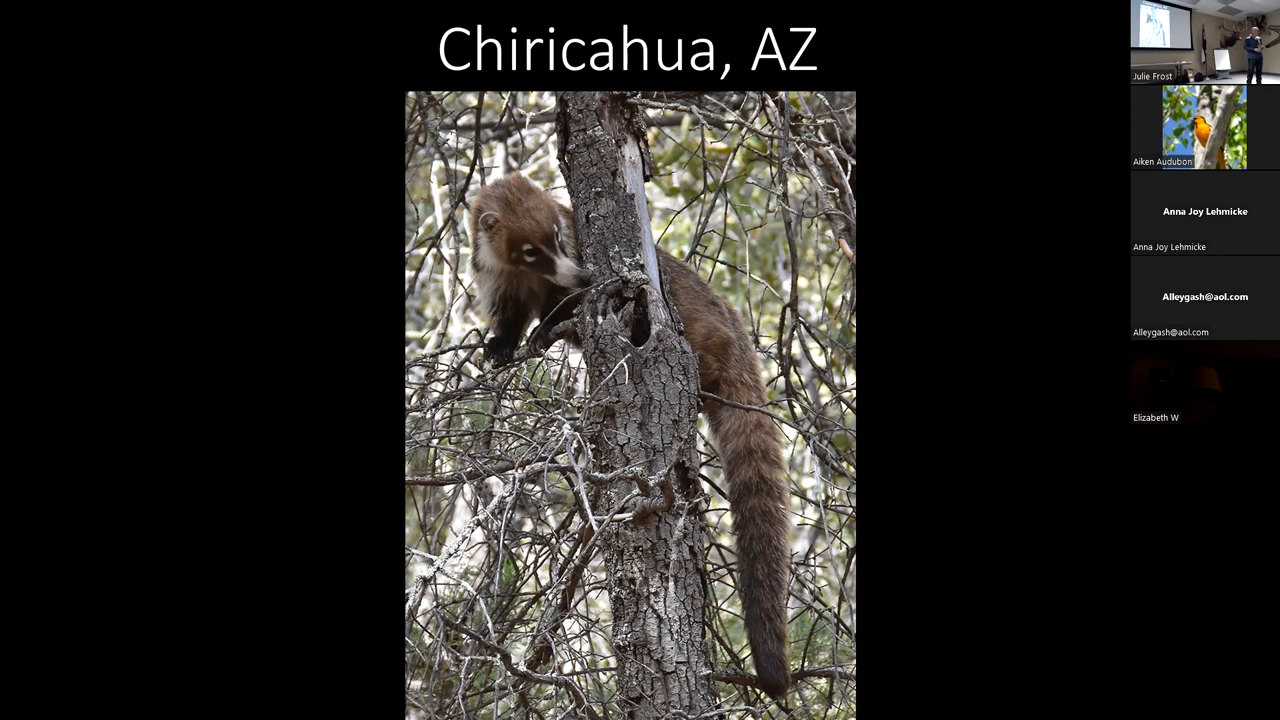 Chiricahua, AZ
Julie Frost
Aiken Audubon
Anna Joy Lehmicke
Anna Joy Lehmicke
Alleygash@aol.com
Alleygash@aol.com
Elizabeth W